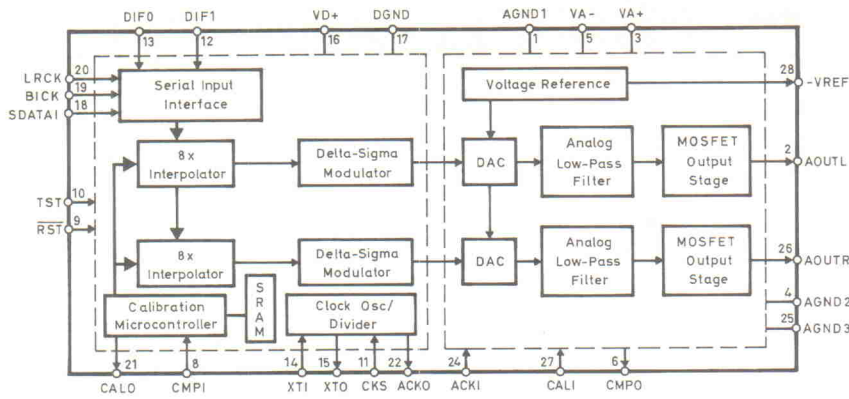 DIF0 DIF1 VD+ DGND AGND1 VA- VA+
13 12 16 17 1 5 3
LRCK 20
BICK 19
SDATAI 18
Serial Input
Interface
Voltage Reference
28 -VREF
8x
Interpolator
Delta-Sigma
Modulator
DAC
Analog
Low-Pass
Filter
MOSFET
Output
Stage
2 AOUTL
TST 10
RST 9
8x
Interpolator
Delta-Sigma
Modulator
DAC
Analog
Low-Pass
Filter
MOSFET
Output
Stage
26 AOUTR
Calibration
Microcontroller
SRAM
Clock Osc/
Divider
4 AGND2
25 AGND3
21 8 14 15 11 22 24 27 6
CALO CMPI XTI XTO CKS ACKO ACKI CALI CMPO